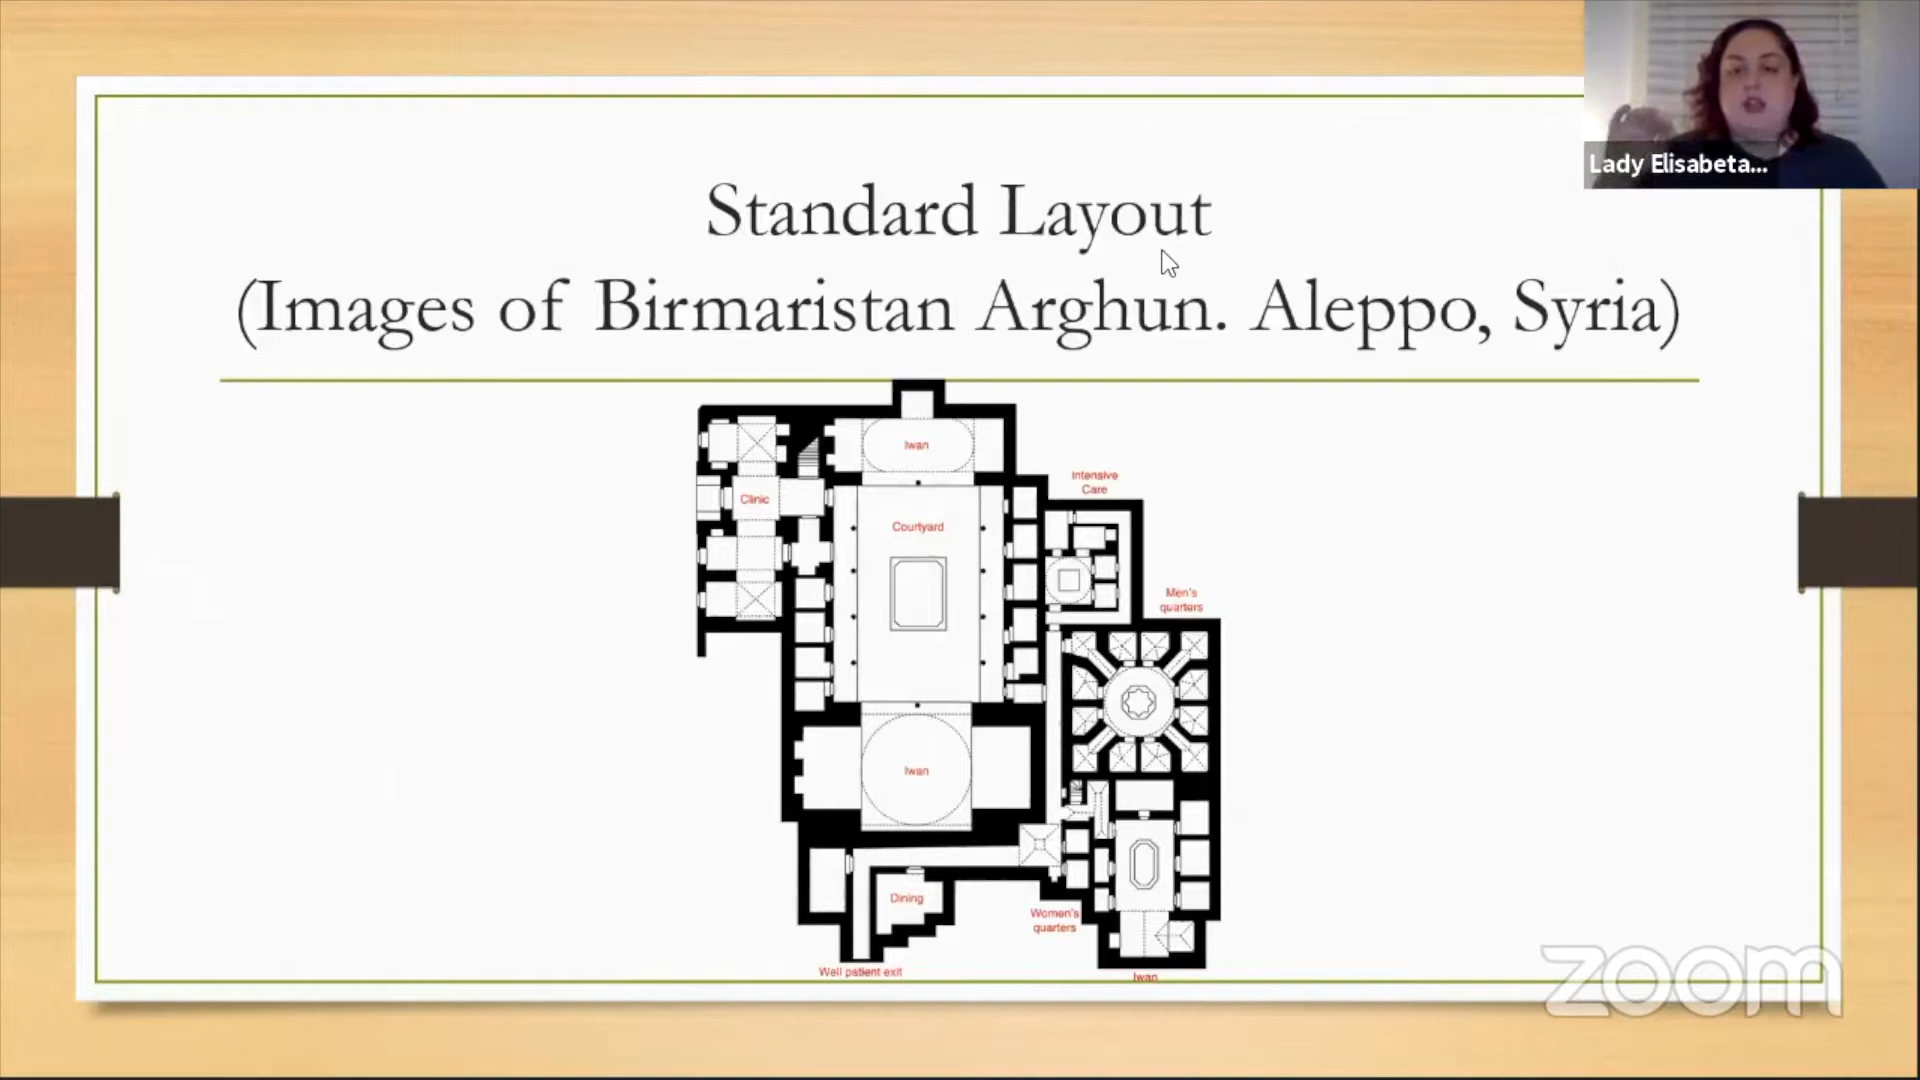 Lady Elisabeta...
Standard Layout
(Images of Birmaristan Arghun. Aleppo, Syria)
Iwan
Intensive
Care
Clinic
Courtyard
Men's
quarters
Iwan
Dining
Women's
quarters
Well patient exit
Iwan
zoom